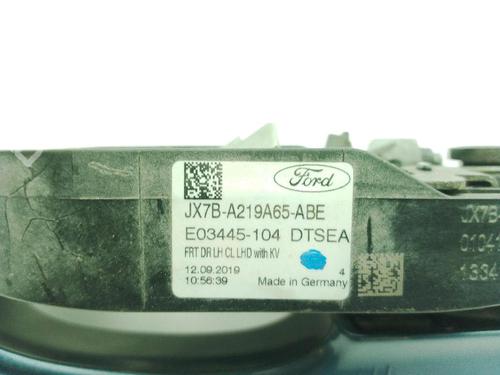 Ford
JX7B-A219A65-ABE
E03445-104 DTSEA
FRT DR LH CL LHD with KV
12.09.2019
10:56:39
4
Made in Germany